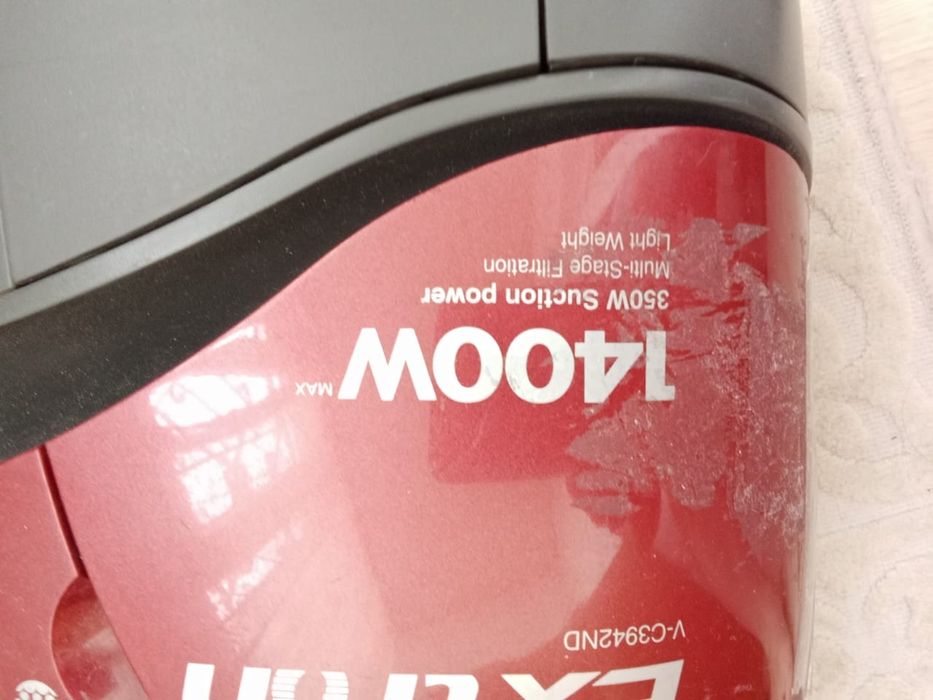 V-C3942ND
1400W MAX
350W Suction power
Multi-Stage Filtration
Light Weight